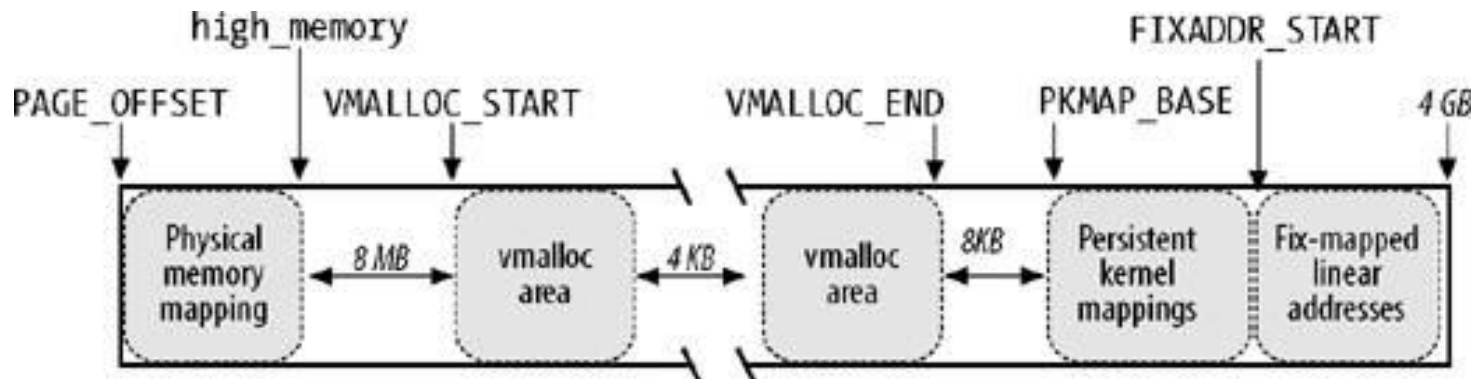 high_memory
FIXADDR_START
PAGE_OFFSET
VMALLOC_START
VMALLOC_END
PKMAP_BASE
4 GB
Physical
memory
mapping
8 MB
vmalloc
area
4 KB
vmalloc
area
8KB
Persistent
kernel
mappings
Fix-mapped
linear
addresses